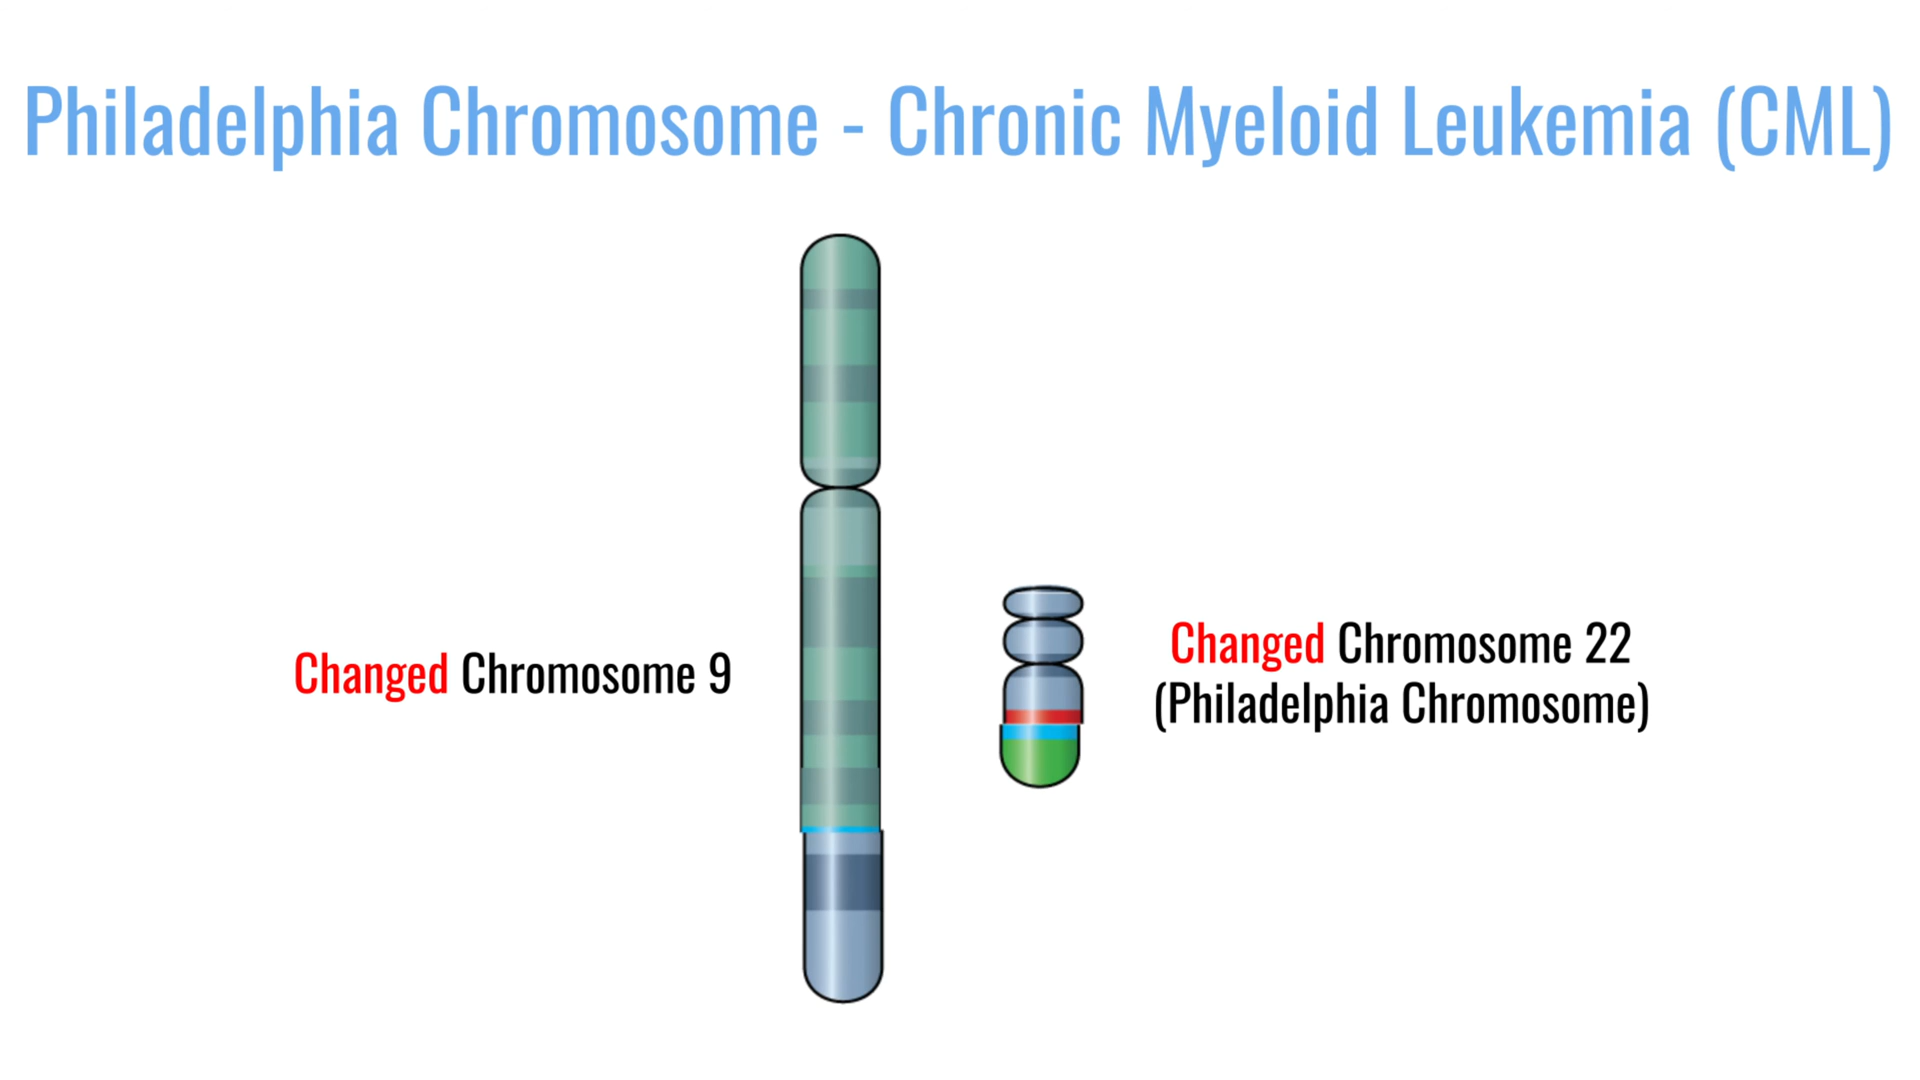 Philadelphia Chromosome - Chronic Myeloid Leukemia (CML)
Changed Chromosome 9
Changed Chromosome 22
(Philadelphia Chromosome)